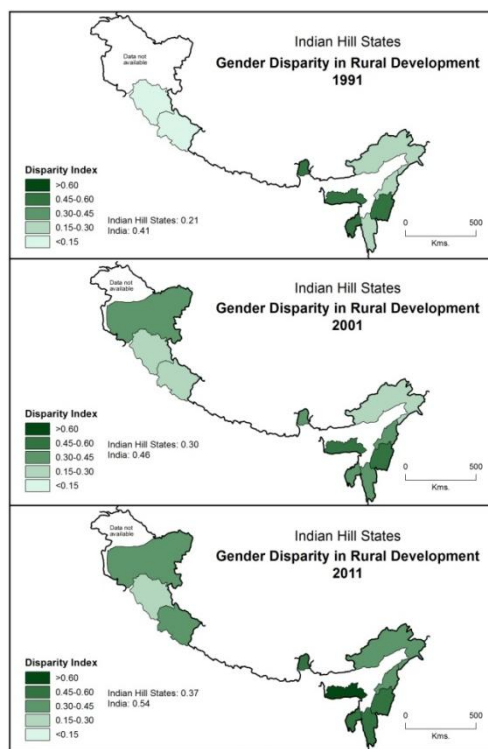 Indian Hill States
Gender Disparity in Rural Development
1991
Data not
available
Disparity Index
>0.60
0.45-0.60
0.30-0.45
0.15-0.30
<0.15
Indian Hill States: 0.21
India: 0.41
0 500
Kms.
Indian Hill States
Gender Disparity in Rural Development
2001
Data not
available
Disparity Index
>0.60
0.45-0.60
0.30-0.45
0.15-0.30
<0.15
Indian Hill States: 0.30
India: 0.46
0 500
Kms.
Indian Hill States
Gender Disparity in Rural Development
2011
Data not
available
Disparity Index
>0.60
0.45-0.60
0.30-0.45
0.15-0.30
<0.15
Indian Hill States: 0.37
India: 0.54
0 500
Kms.